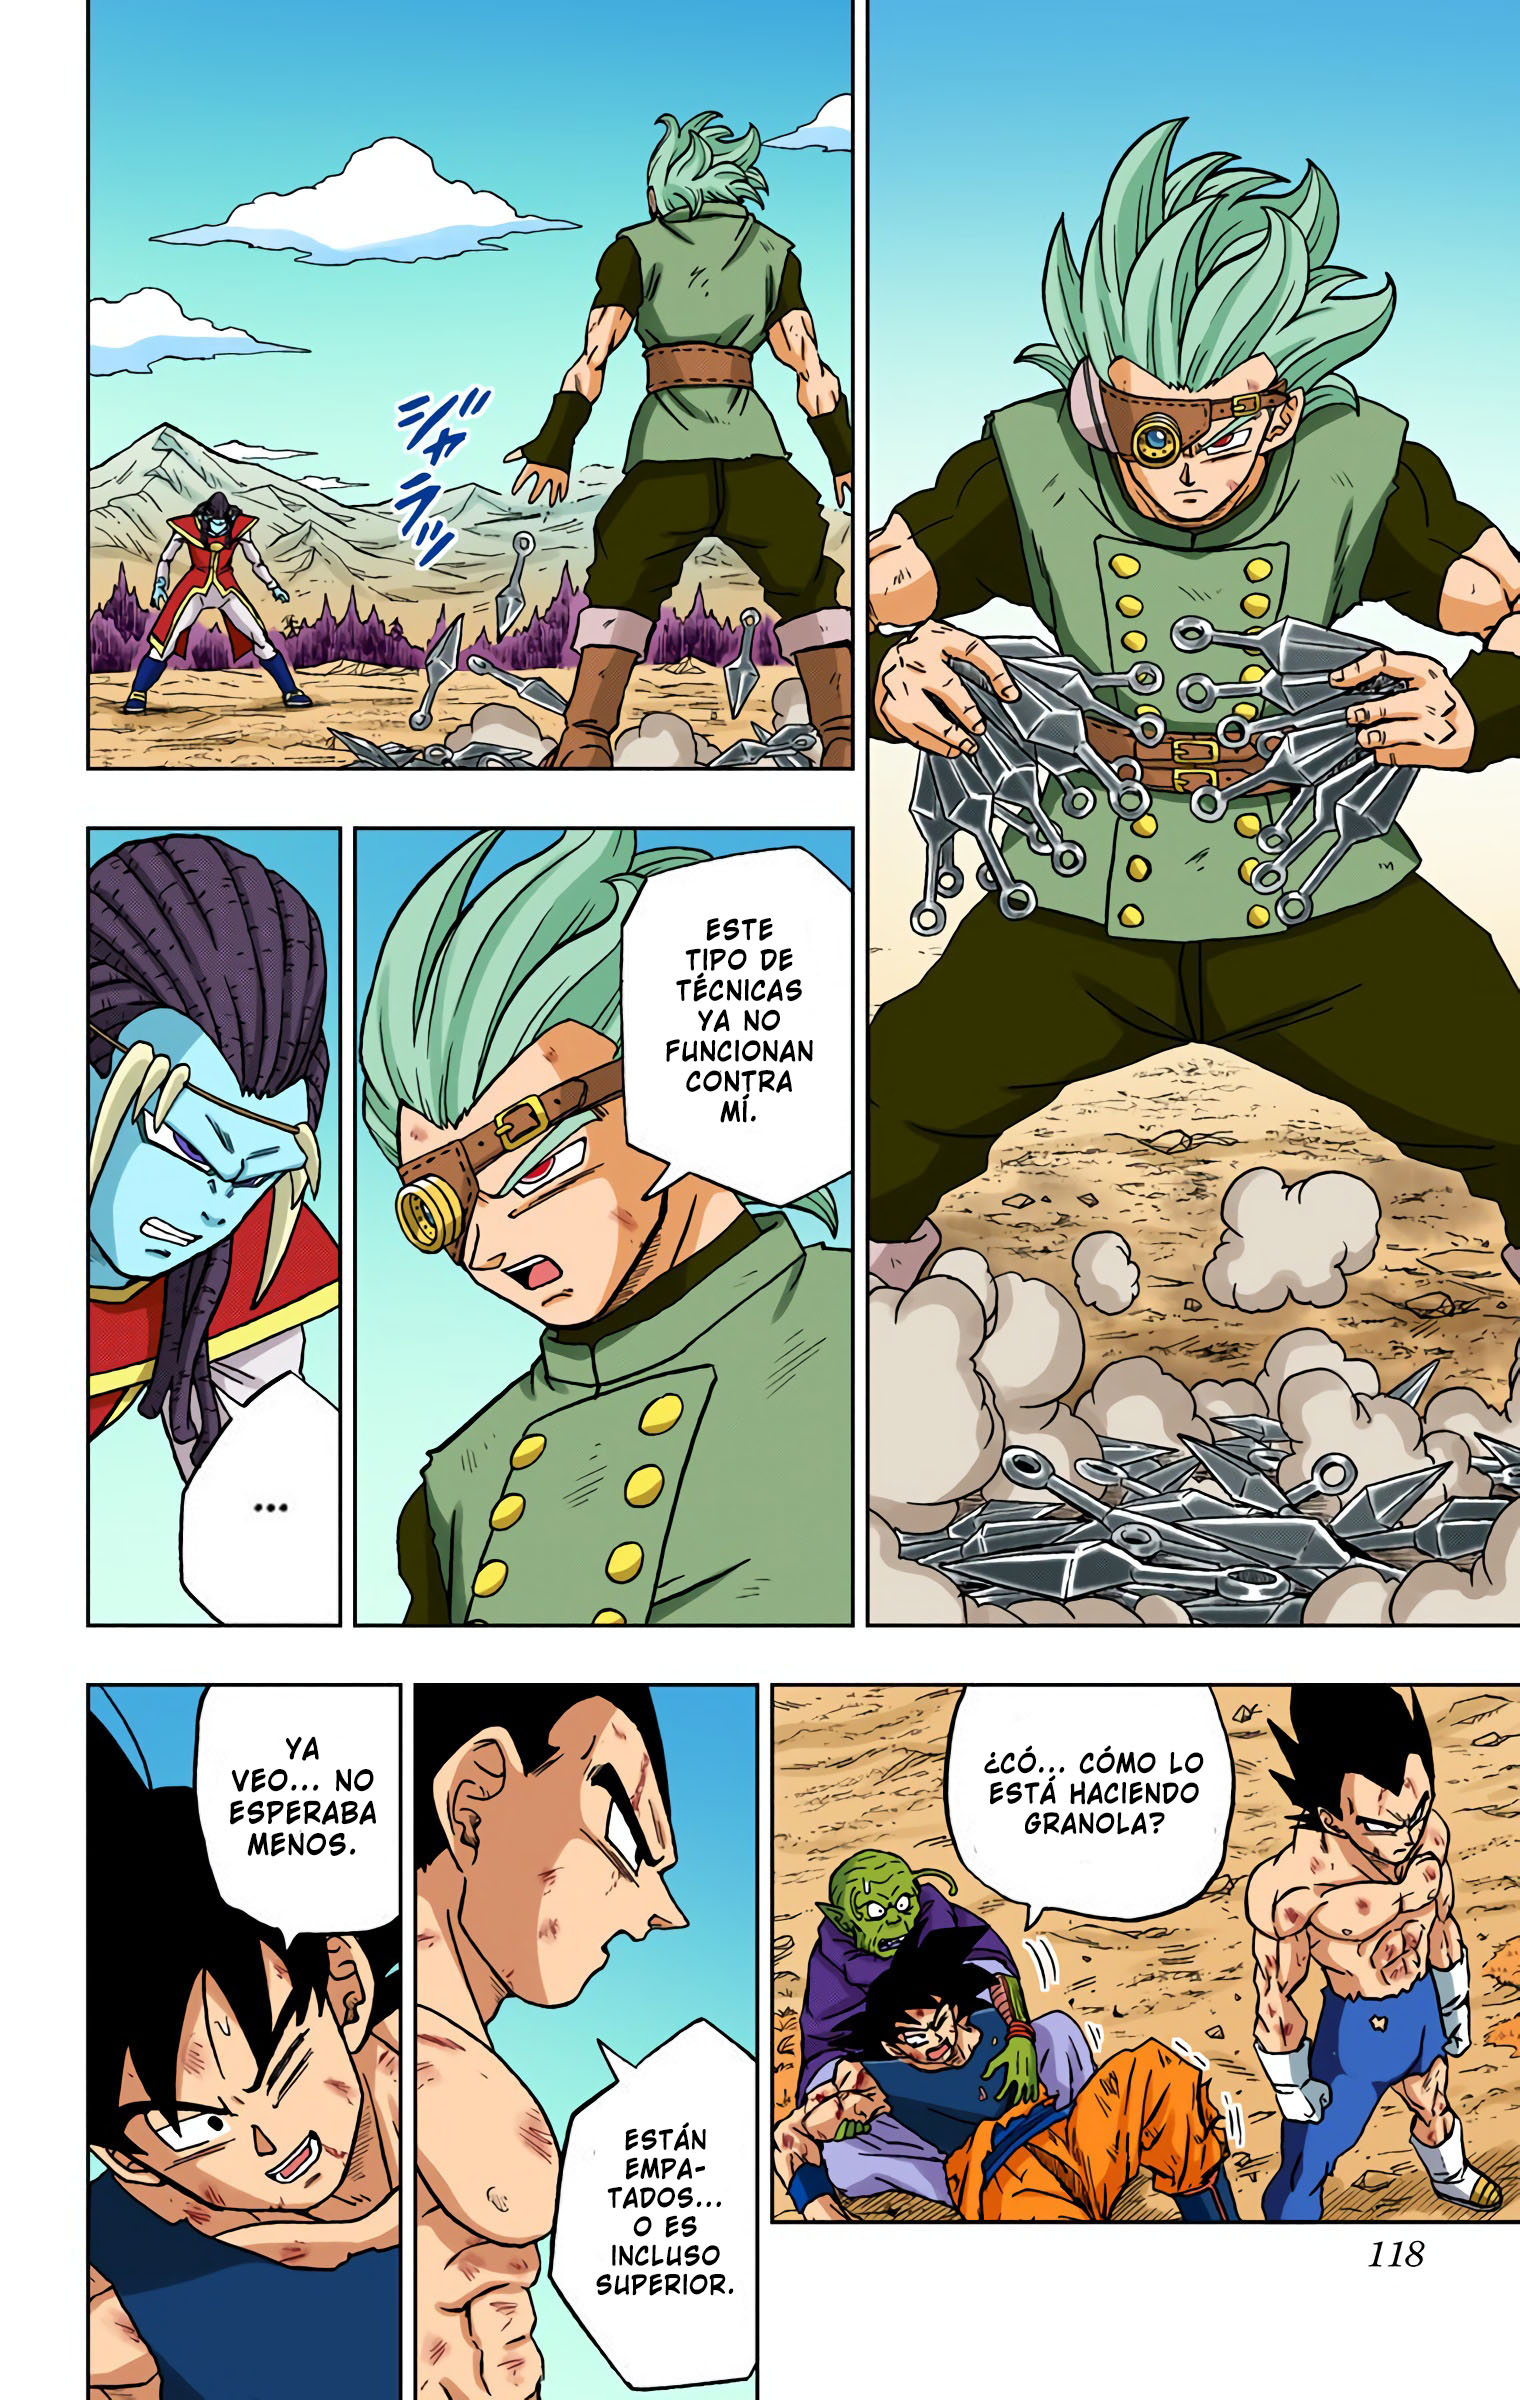 ジャ
ラッ
ESTE
TIPO DE
TÉCNICAS
YA NO
FUNCIONAN
CONTRA
MÍ.
...
¿CÓ... CÓMO LO
ESTÁ HACIENDO
GRANOLA?
ESTÁN
EMPA-
TADOS...
O ES
INCLUSO
SUPERIOR.
YA
VEO... NO
ESPERABA
MENOS.
118